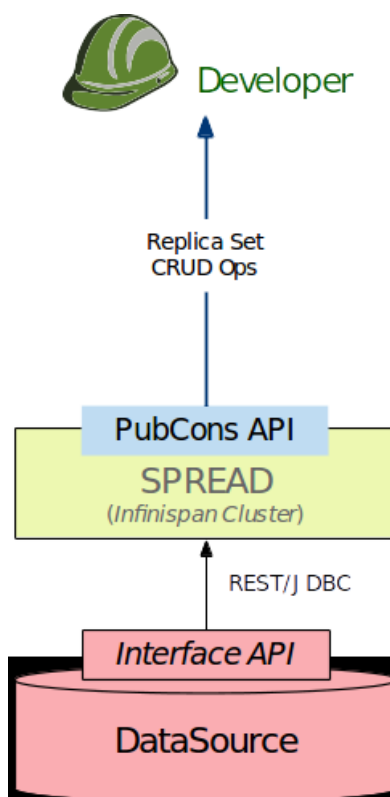 Developer
Replica Set
CRUD Ops
PubCons API
SPREAD
(Infinispan Cluster)
REST/J DBC
Interface API
DataSource